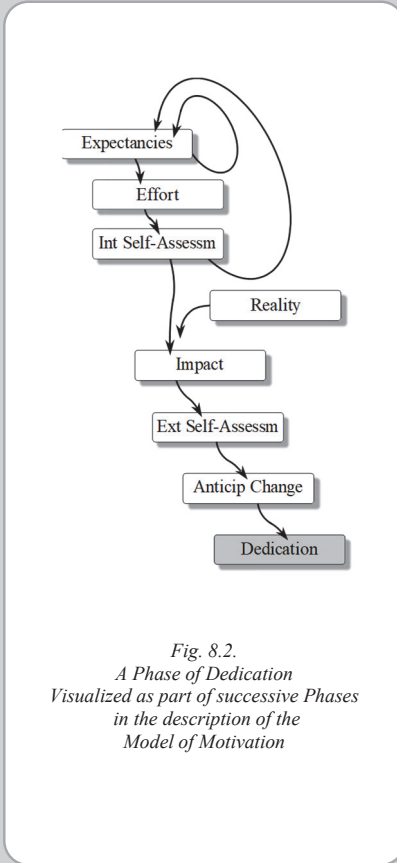 Expectancies
Effort
Int Self-Assessm
Reality
Impact
Ext Self-Assessm
Anticip Change
Dedication
Fig. 8.2.
A Phase of Dedication
Visualized as part of successive Phases
in the description of the
Model of Motivation